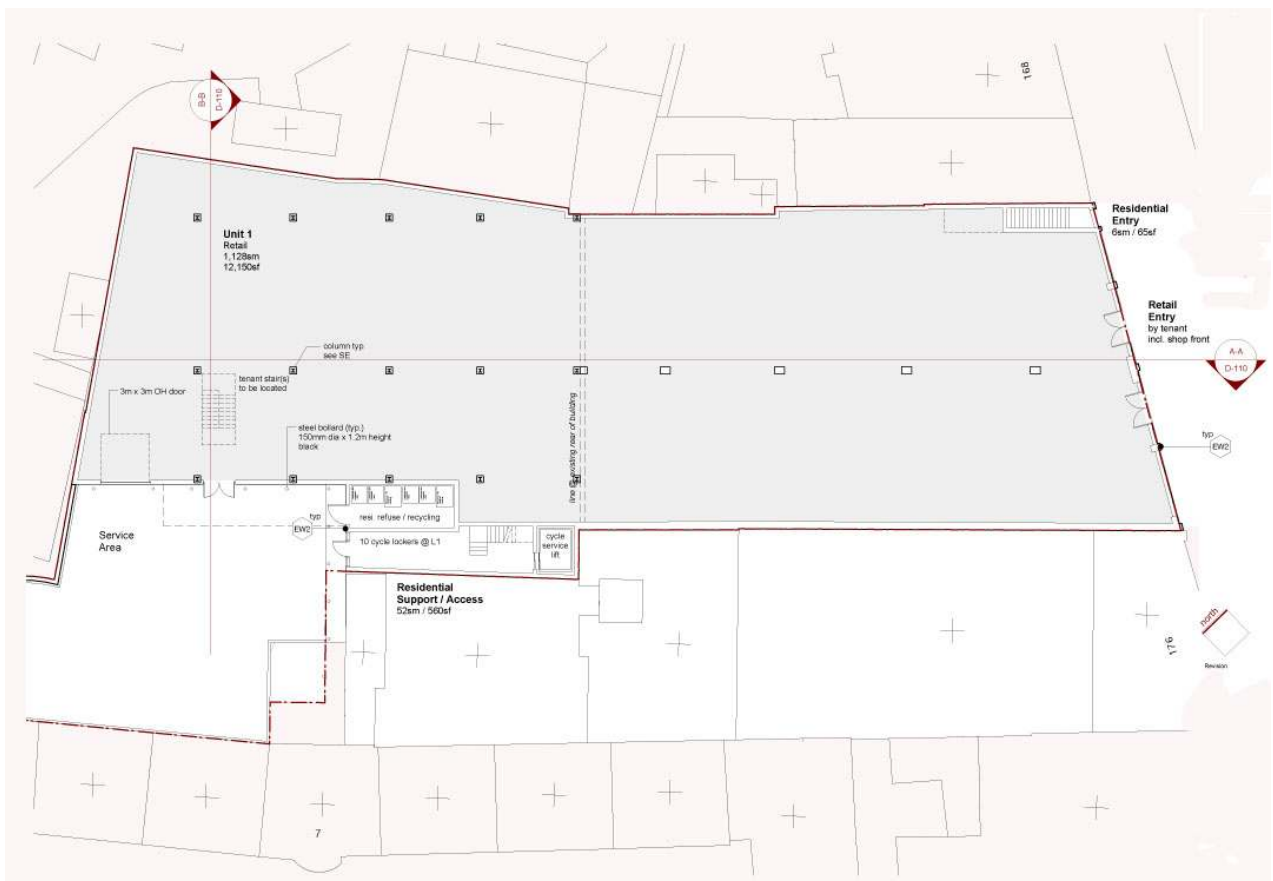 168
B-B
D-110
Residential
Entry
6sm / 65sf
Unit 1
Retail
1,128sm
12,150sf
Retail
Entry
by tenant
incl. shop front
column typ
see SE
A-A
D-110
3m x 3m OH door
tenant stair(s)
to be located
steel bollard (typ.)
150mm dia x 1.2m height
black
line of existing rear of building
typ
EW2
typ
EW2
resi refuse / recycling
Service
Area
10 cycle lockers @ L1
cycle
service
lift
Residential
Support / Access
52sm / 560sf
north
Revision
176
7